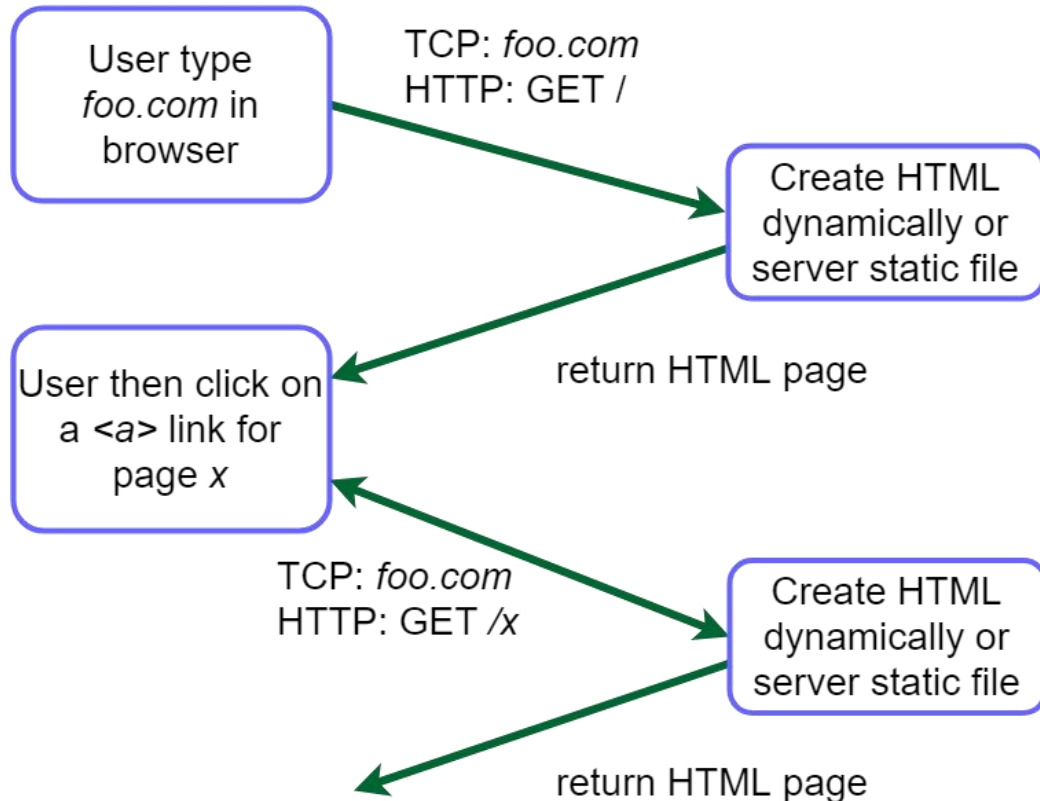 User type
foo.com in
browser
TCP: foo.com
HTTP: GET /
Create HTML
dynamically or
server static file
return HTML page
User then click on
a <a> link for
page x
TCP: foo.com
HTTP: GET /x
Create HTML
dynamically or
server static file
return HTML page